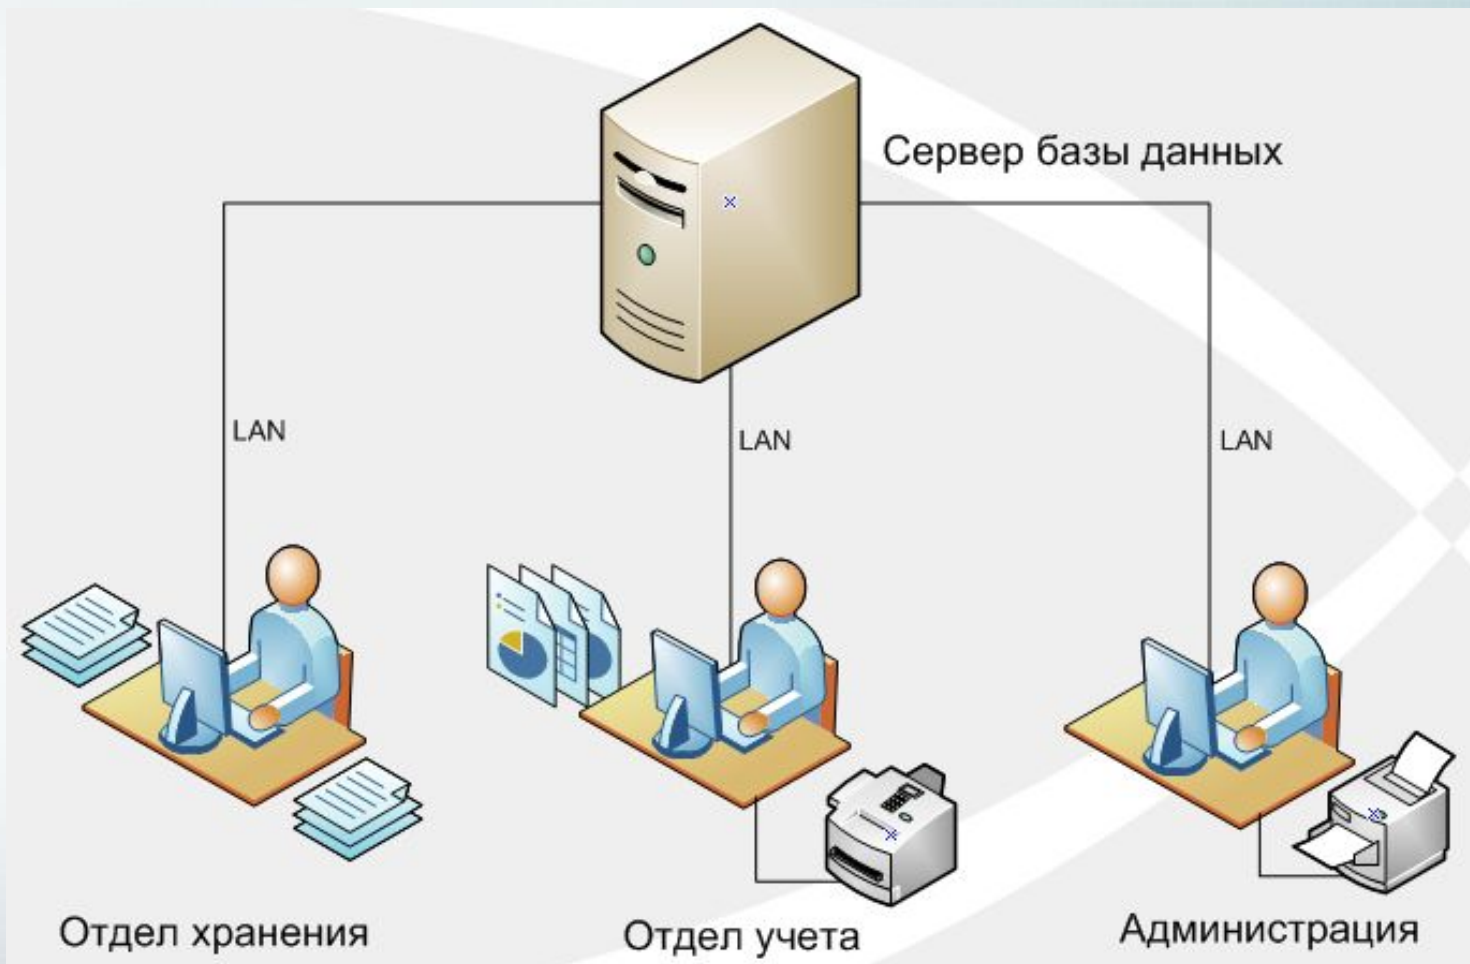 Сервер базы данных
LAN
LAN
LAN
Отдел хранения
Отдел учета
Администрация